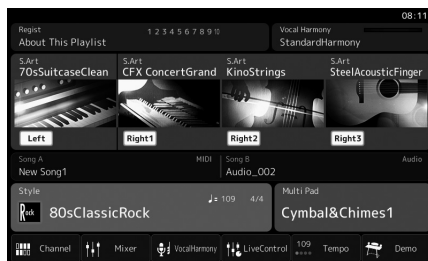 08:11
Regist 1 2 3 4 5 6 7 8 9 10
About This Playlist
Vocal Harmony
StandardHarmony
S.Art S.Art S.Art S.Art
70sSuitcaseClean CFX ConcertGrand KinoStrings SteelAcousticFinger
Left Right1 Right2 Right3
Song A MIDI Song B Audio
New Song1 Audio_002
Style
♩= 109 4/4
Rock 80sClassicRock
Multi Pad
Cymbal&Chimes1
Channel Mixer VocalHarmony LiveControl 109 Tempo Demo